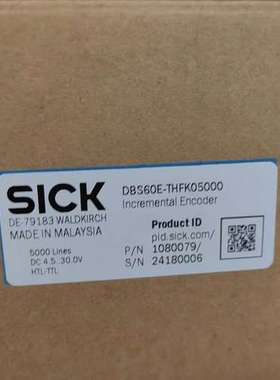 SICK
DE-79183 WALDKIRCH
MADE IN MALAYSIA
5000 Lines
DC 4,5...30,0V
HTL-TTL
DBS60E-THFK05000
Incremental Encoder
Product ID
pid.sick.com/
P/N 1080079/
S/N 24180006